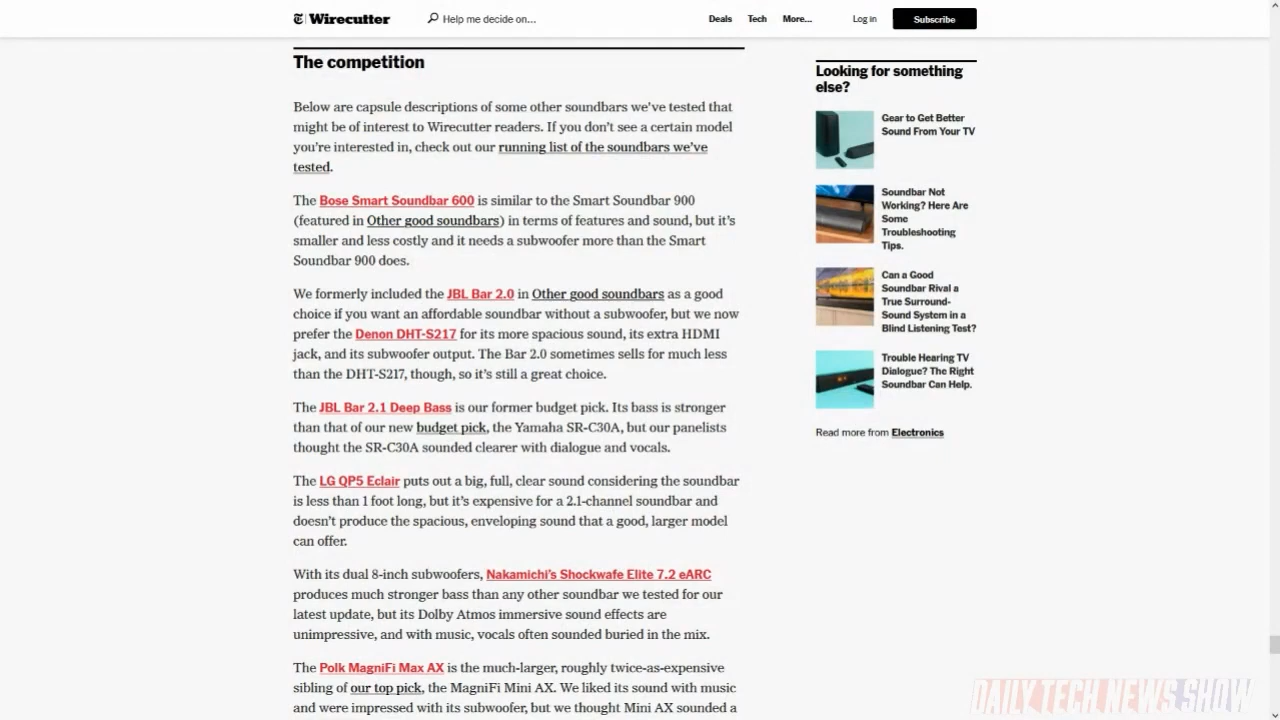 Wirecutter
Help me decide on...
Deals
Tech
More...
Log in
Subscribe
The competition
Below are capsule descriptions of some other soundbars we've tested that
might be of interest to Wirecutter readers. If you don't see a certain model
you're interested in, check out our running list of the soundbars we've
tested.
The Bose Smart Soundbar 600 is similar to the Smart Soundbar 900
(featured in Other good soundbars) in terms of features and sound, but it's
smaller and less costly and it needs a subwoofer more than the Smart
Soundbar 900 does.
We formerly included the JBL Bar 2.0 in Other good soundbars as a good
choice if you want an affordable soundbar without a subwoofer, but we now
prefer the Denon DHT-S217 for its more spacious sound, its extra HDMI
jack, and its subwoofer output. The Bar 2.0 sometimes sells for much less
than the DHT-S217, though, so it's still a great choice.
The JBL Bar 2.1 Deep Bass is our former budget pick. Its bass is stronger
than that of our new budget pick, the Yamaha SR-C30A, but our panelists
thought the SR-C30A sounded clearer with dialogue and vocals.
The LG QP5 Eclair puts out a big, full, clear sound considering the soundbar
is less than 1 foot long, but it's expensive for a 2.1-channel soundbar and
doesn't produce the spacious, enveloping sound that a good, larger model
can offer.
With its dual 8-inch subwoofers, Nakamichi's Shockwafe Elite 7.2 eARC
produces much stronger bass than any other soundbar we tested for our
latest update, but its Dolby Atmos immersive sound effects are
unimpressive, and with music, vocals often sounded buried in the mix.
The Polk MagniFi Max AX is the much-larger, roughly twice-as-expensive
sibling of our top pick, the MagniFi Mini AX. We liked its sound with music
and were impressed with its subwoofer, but we thought Mini AX sounded a
Looking for something
else?
Gear to Get Better
Sound From Your TV
Soundbar Not
Working? Here Are
Some
Troubleshooting
Tips.
Can a Good
Soundbar Rival a
True Surround-
Sound System in a
Blind Listening Test?
Trouble Hearing TV
Dialogue? The Right
Soundbar Can Help.
Read more from Electronics
DAILY TECH NEWS SHOW